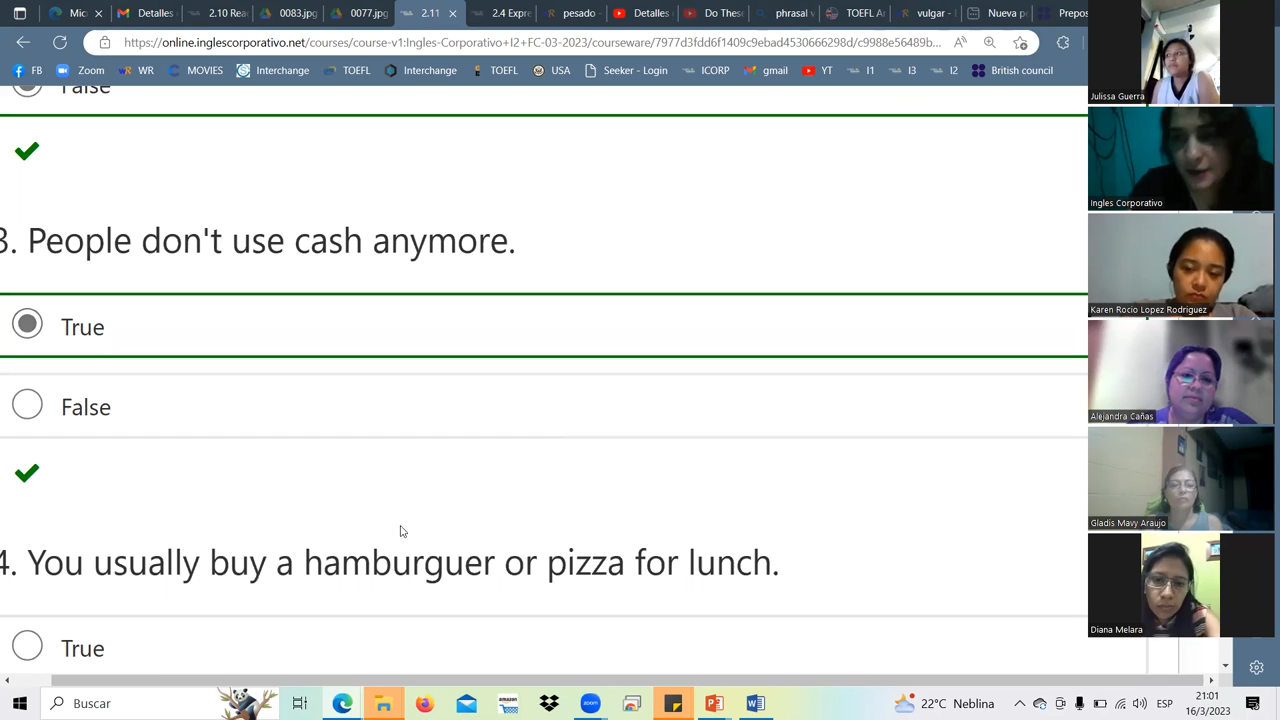 Mic
Detalles
2.10 Rea
0083.jpg
0077.jpg
2.11
2.4 Expre
pesado -
Detalles
Do Thes
phrasal v
TOEFL Ar
vulgar - I
Nueva pe
Prepos
https://online.inglescorporativo.net/courses/course-v1:Ingles-Corporativo+I2+FC-03-2023/courseware/7977d3fdd6f1409c9ebad4530666298d/c9988e56489b...
FB
Zoom
WR
MOVIES
Interchange
TOEFL
Interchange
TOEFL
USA
Seeker - Login
ICORP
gmail
YT
I1
I3
I2
British council
False
3. People don't use cash anymore.
True
False
4. You usually buy a hamburguer or pizza for lunch.
True
Julissa Guerra
Ingles Corporativo
Karen Rocio Lopez Rodriguez
Alejandra Cañas
Gladis Mavy Araujo
Diana Melara
Buscar
amazon
22°C Neblina
ESP
21:01
16/3/2023